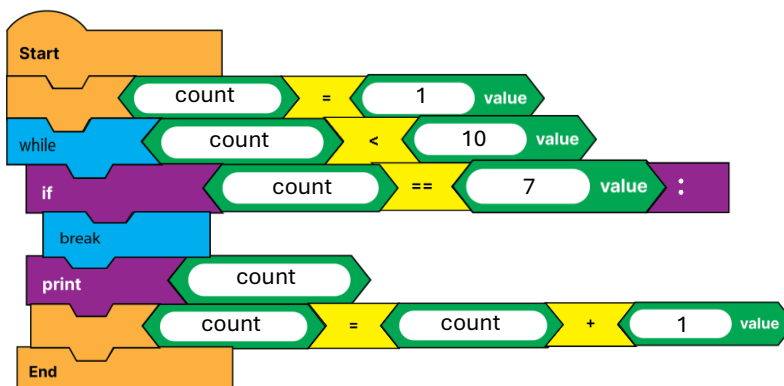 Start
count = 1 value
while count < 10 value
if count == 7 value :
break
print count
count = count + 1 value
End